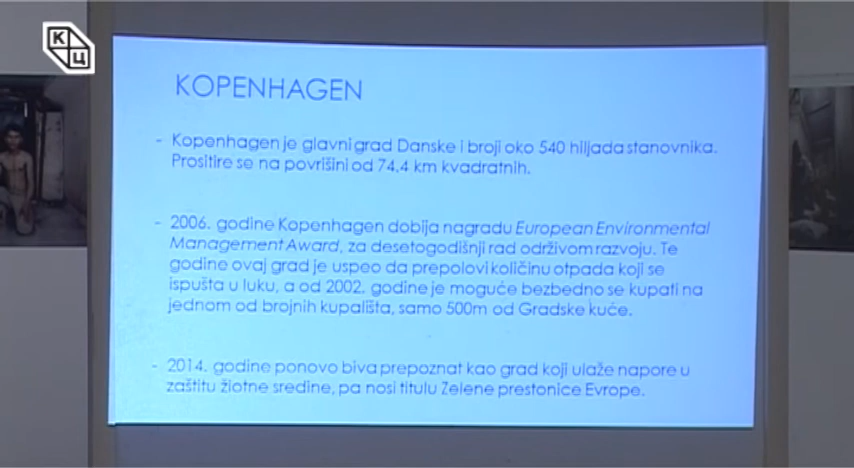 КЦ
KOPENHAGEN
- Kopenhagen je glavni grad Danske i broji oko 540 hiljada stanovnika.
Prositire se na povrišini od 74,4 km kvadratnih.
- 2006. godine Kopenhagen dobija nagradu European Environmental
Management Award, za desetogodišnji rad održivom razvoju. Te
godine ovaj grad je uspeo da prepolovi količinu otpada koji se
ispušta u luku, a od 2002. godine je moguće bezbedno se kupati na
jednom od brojnih kupališta, samo 500m od Gradske kuće.
- 2014. godine ponovo biva prepoznat kao grad koji ulaže napore u
zaštitu žiotne sredine, pa nosi titulu Zelene prestonice Evrope.